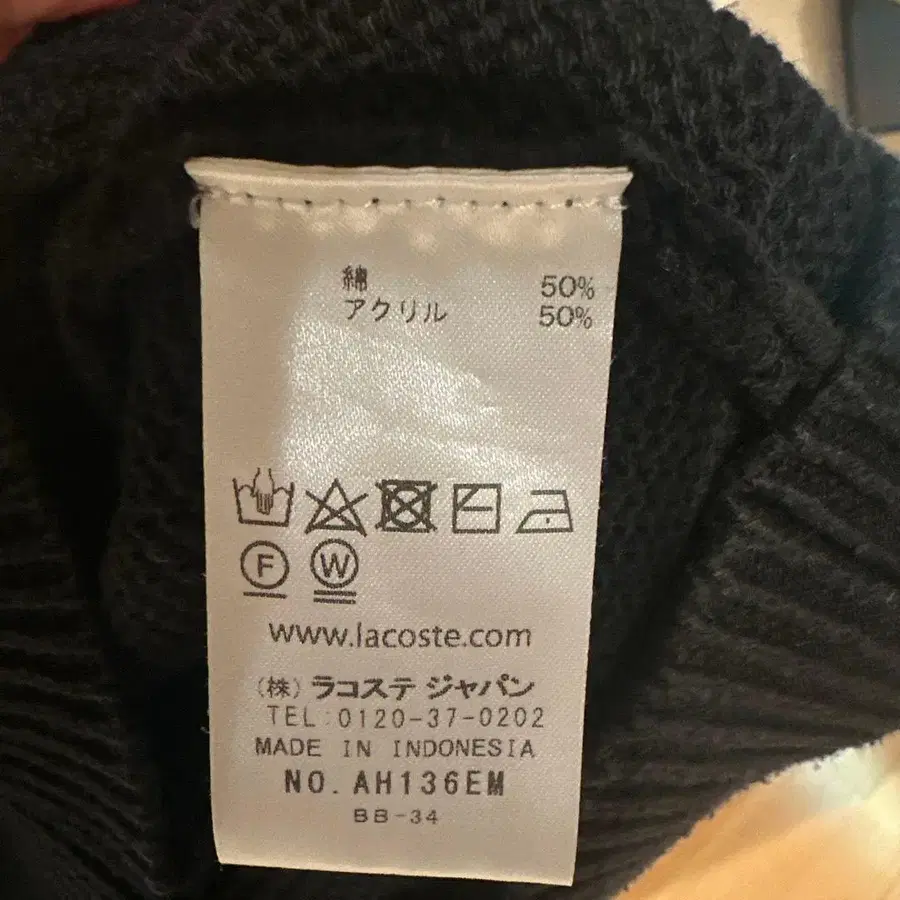 綿 50%
アクリル 50%
F W
www.lacoste.com
(株) ラコステ ジャパン
TEL:0120-37-0202
MADE IN INDONESIA
NO. AH136EM
BB-34